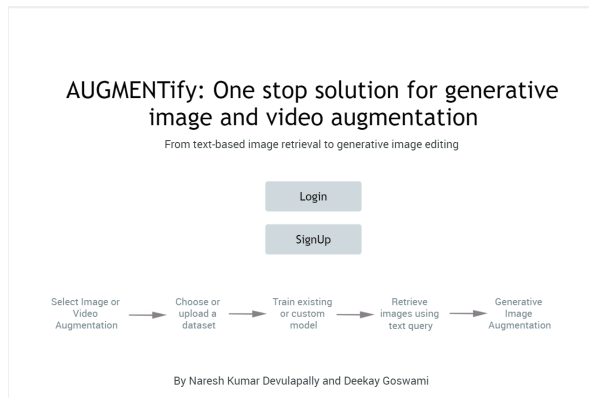 AUGMENTify: One stop solution for generative
image and video augmentation
From text-based image retrieval to generative image editing
Login
SignUp
Select Image or
Video
Augmentation
Choose or
upload a
dataset
Train existing
or custom
model
Retrieve
images using
text query
Generative
Image
Augmentation
By Naresh Kumar Devulapally and Deekay Goswami